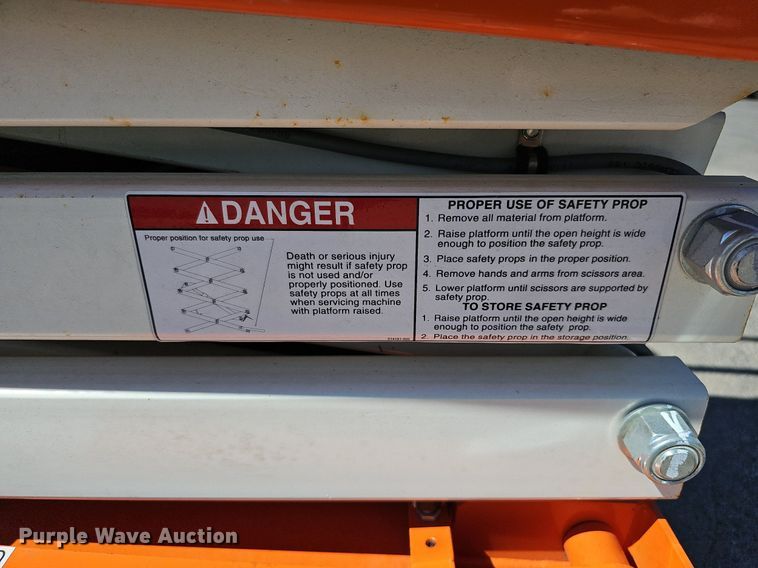 DANGER
Proper position for safety prop use
Death or serious injury
might result if safety prop
is not used and/or
properly positioned. Use
safety props at all times
when servicing machine
with platform raised.
PROPER USE OF SAFETY PROP
1. Remove all material from platform.
2. Raise platform until the open height is wide
enough to position the safety prop.
3. Place safety props in the proper position.
4. Remove hands and arms from scissors area.
5. Lower platform until scissors are supported by
safety prop.
TO STORE SAFETY PROP
1. Raise platform until the open height is wide
enough to position the safety prop.
2. Place the safety prop in the storage position.
Purple Wave Auction